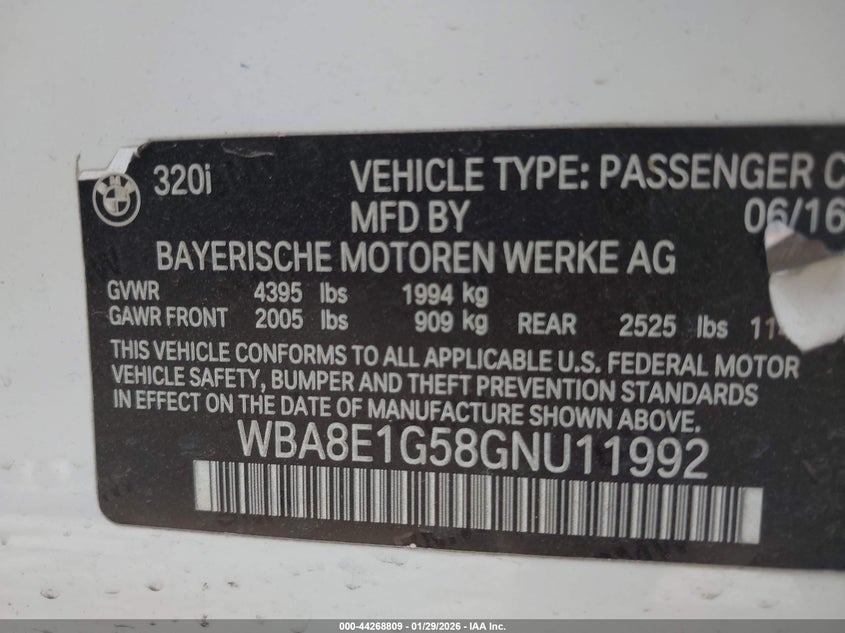 320i VEHICLE TYPE: PASSENGER C
MFD BY 06/16
BAYERISCHE MOTOREN WERKE AG
GVWR 4395 lbs 1994 kg
GAWR FRONT 2005 lbs 909 kg REAR 2525 lbs 11
THIS VEHICLE CONFORMS TO ALL APPLICABLE U.S. FEDERAL MOTOR
VEHICLE SAFETY, BUMPER AND THEFT PREVENTION STANDARDS
IN EFFECT ON THE DATE OF MANUFACTURE SHOWN ABOVE.
WBA8E1G58GNU11992
000-44268809 - 01/29/2026 - IAA Inc.